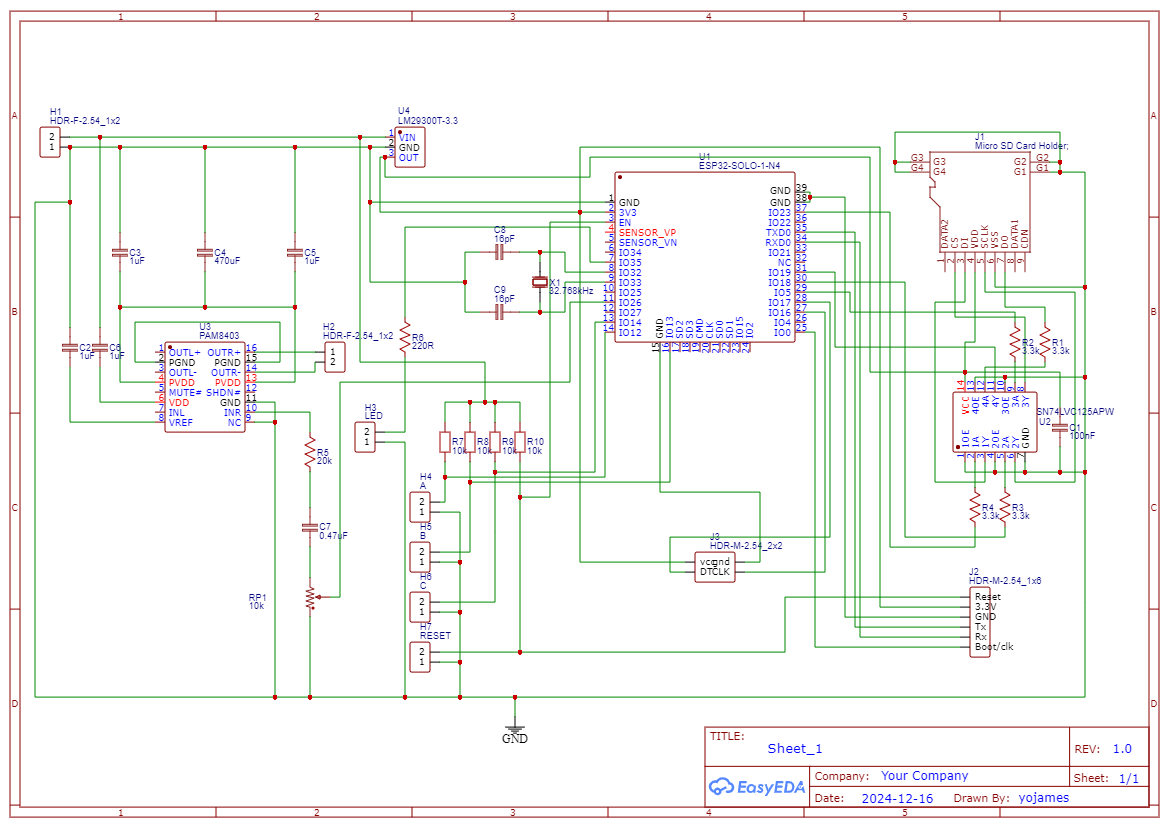 1 2 3 4 5
A A
B B
C C
D D
H1
HDR-F-2.54_1x2
2
1
U4
LM29300T-3.3
1 VIN
2 GND
3 OUT
C3
1uF
C4
470uF
C5
1uF
C2
1uF
C6
1uF
U3
PAM8403
1 OUTL+ OUTR+ 16
2 PGND PGND 15
3 OUTL- OUTR- 14
4 PVDD PVDD 13
5 MUTE# SHDN# 12
6 VDD GND 11
7 INL INR 10
8 VREF NC 9
H2
HDR-F-2.54_1x2
1
2
R5
20k
C7
0.47uF
RP1
10k
H3
LED
2
1
R6
220R
C8
16pF
C9
16pF
X1
32.768kHz
U1
ESP32-SOLO-1-N4
1 GND
2 3V3
3 EN
4 SENSOR_VP
5 SENSOR_VN
6 IO34
7 IO35
8 IO32
9 IO33
10 IO25
11 IO26
12 IO27
13 IO14
14 IO12
GND 39
GND 38
IO23 37
IO22 36
TXD0 35
RXD0 34
IO21 33
NC 32
IO19 31
IO18 30
IO5 29
IO17 28
IO16 27
IO4 26
IO0 25
GND IO13 SD2 SD3 CMD CLK SD0 SD1 IO15 IO2
15 16 17 18 19 20 21 22 23 24
R7
10k
R8
10k
R9
10k
R10
10k
H4
A
2
1
H5
B
2
1
H6
C
2
1
H7
RESET
2
1
J3
HDR-M-2.54_2x2
vcc gnd
DT CLK
J1
Micro SD Card Holder;
G3 G3 G2 G2
G4 G4 G1 G1
DATA2 CS DI VDD SCLK VSS DO DATA1 CDN
1 2 3 4 5 6 7 8 9
R2
3.3k
R1
3.3k
14 13 12 11 10 9 8
VCC 4OE 4A 4Y 3OE 3A 3Y
1OE 1A 1Y 2OE 2A 2Y GND
1 2 3 4 5 6 7
SN74LVC125APW
U2
C1
100nF
R4
3.3k
R3
3.3k
J2
HDR-M-2.54_1x6
Reset
3.3V
GND
Tx
Rx
Boot/clk
GND
TITLE:
Sheet_1
REV: 1.0
EasyEDA
Company: Your Company
Sheet: 1/1
Date: 2024-12-16 Drawn By: yojames
1 2 3 4 5